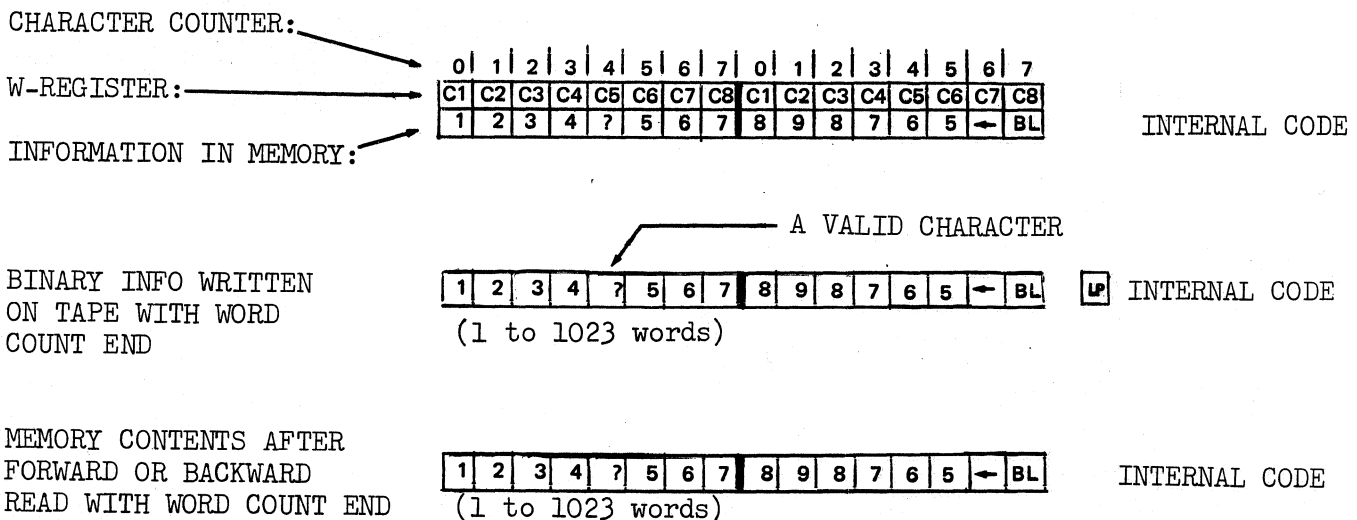 CHARACTER COUNTER:
0 1 2 3 4 5 6 7 0 1 2 3 4 5 6 7
W-REGISTER:
C1 C2 C3 C4 C5 C6 C7 C8 C1 C2 C3 C4 C5 C6 C7 C8
1 2 3 4 ? 5 6 7 8 9 8 7 6 5 ← BL
INTERNAL CODE
INFORMATION IN MEMORY:
A VALID CHARACTER
BINARY INFO WRITTEN
ON TAPE WITH WORD
COUNT END
1 2 3 4 ? 5 6 7 8 9 8 7 6 5 ← BL
LP INTERNAL CODE
(1 to 1023 words)
MEMORY CONTENTS AFTER
FORWARD OR BACKWARD
READ WITH WORD COUNT END
1 2 3 4 ? 5 6 7 8 9 8 7 6 5 ← BL
INTERNAL CODE
(1 to 1023 words)